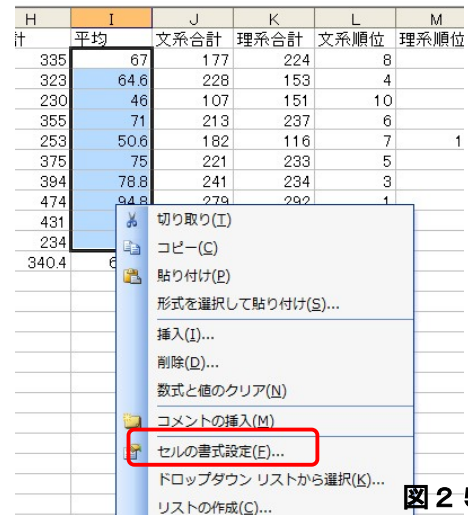 H I J K L M
計 平均 文系合計 理系合計 文系順位 理系順位
335 67 177 224 8
323 64.6 228 153 4
230 46 107 151 10
355 71 213 237 6
253 50.6 182 116 7 1
375 75 221 233 5
394 78.8 241 234 3
474 94.8 279 292 1
431
234
340.4 6
切り取り(T)
コピー(C)
貼り付け(P)
形式を選択して貼り付け(S)...
挿入(I)...
削除(D)...
数式と値のクリア(N)
コメントの挿入(M)
セルの書式設定(F)...
ドロップダウン リストから選択(K)...
リストの作成(C)...
図25